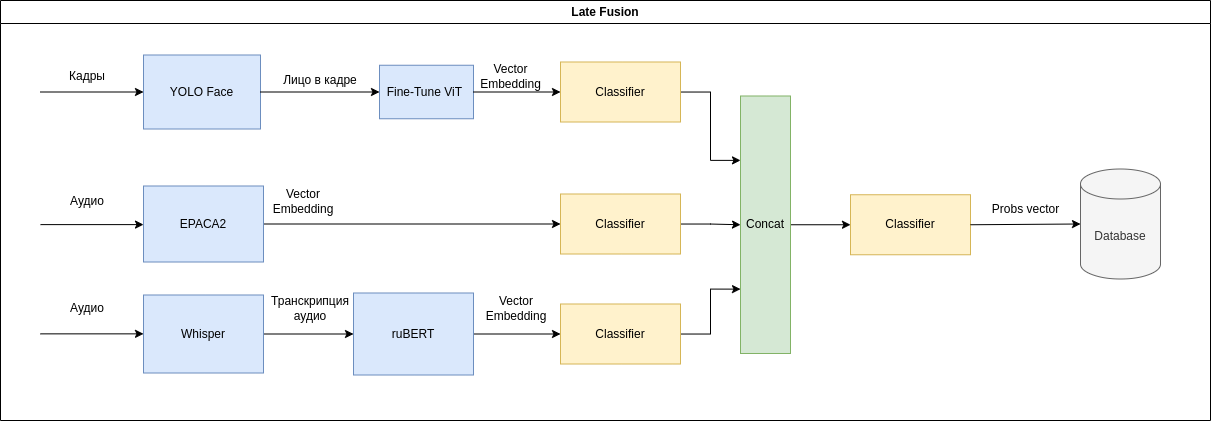 Late Fusion
Кадры
YOLO Face
Лицо в кадре
Fine-Tune ViT
Vector
Embedding
Classifier
Аудио
EPACA2
Vector
Embedding
Classifier
Concat
Classifier
Probs vector
Database
Аудио
Whisper
Транскрипция
аудио
ruBERT
Vector
Embedding
Classifier